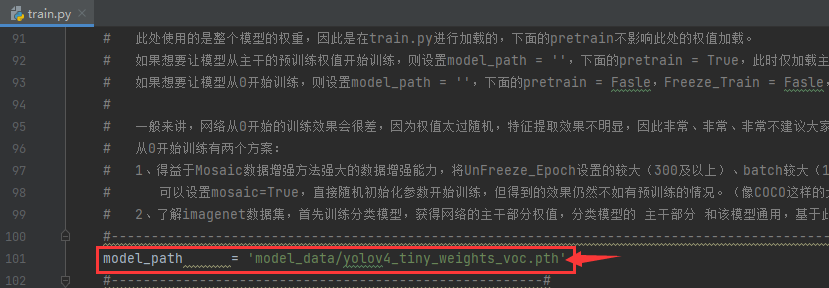 train.py
91 # 此处使用的是整个模型的权重，因此是在train.py进行加载的，下面的pretrain不影响此处的权值加载。
92 # 如果想要让模型从主干的预训练权值开始训练，则设置model_path = ''，下面的pretrain = True，此时仅加载主
93 # 如果想要让模型从0开始训练，则设置model_path = ''，下面的pretrain = Fasle，Freeze_Train = Fasle，
94 #
95 # 一般来讲，网络从0开始的训练效果会很差，因为权值太过随机，特征提取效果不明显，因此非常、非常、非常不建议大家
96 # 从0开始训练有两个方案：
97 # 1、得益于Mosaic数据增强方法强大的数据增强能力，将UnFreeze_Epoch设置的较大（300及以上）、batch较大（1
98 # 可以设置mosaic=True，直接随机初始化参数开始训练，但得到的效果仍然不如有预训练的情况。（像COCO这样的大
99 # 2、了解imagenet数据集，首先训练分类模型，获得网络的主干部分权值，分类模型的 主干部分 和该模型通用，基于此
100 #---------------------------------------------------------------------------------------------
101 model_path = 'model_data/yolov4_tiny_weights_voc.pth'
102 #------------------------------------------------------#